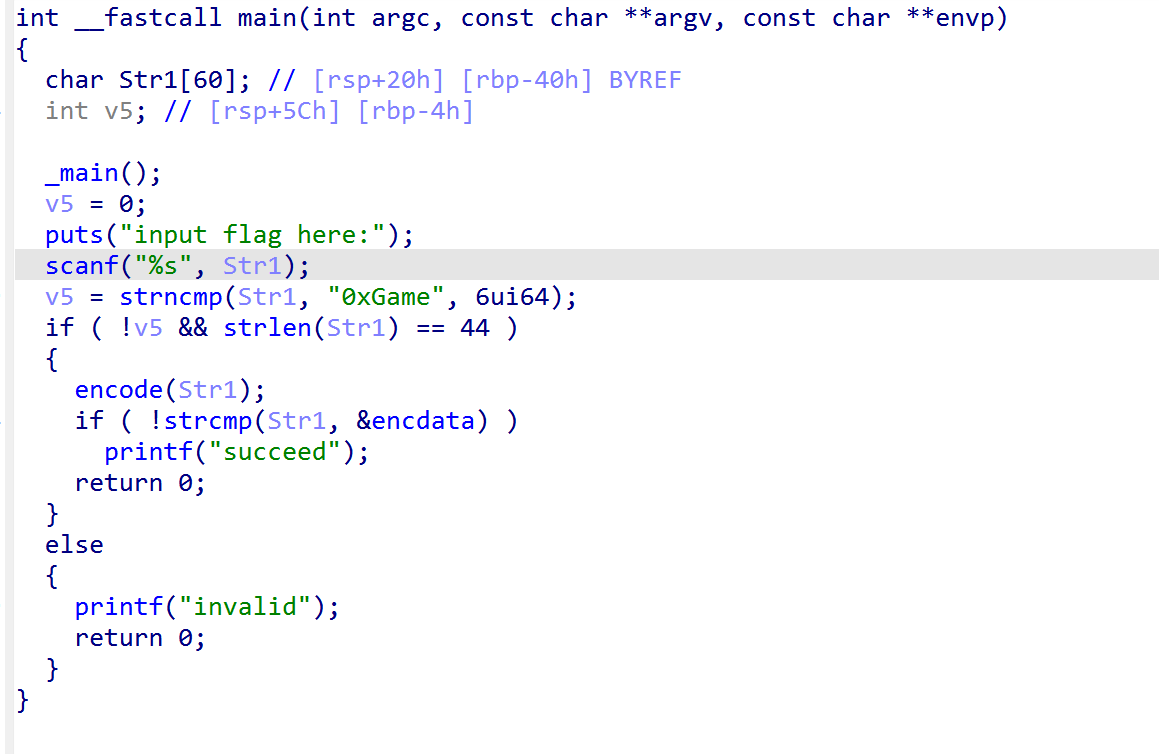 int __fastcall main(int argc, const char **argv, const char **envp)
{
  char Str1[60]; // [rsp+20h] [rbp-40h] BYREF
  int v5; // [rsp+5Ch] [rbp-4h]

  _main();
  v5 = 0;
  puts("input flag here:");
  scanf("%s", Str1);
  v5 = strncmp(Str1, "0xGame", 6ui64);
  if ( !v5 && strlen(Str1) == 44 )
  {
    encode(Str1);
    if ( !strcmp(Str1, &encdata) )
      printf("succeed");
    return 0;
  }
  else
  {
    printf("invalid");
    return 0;
  }
}